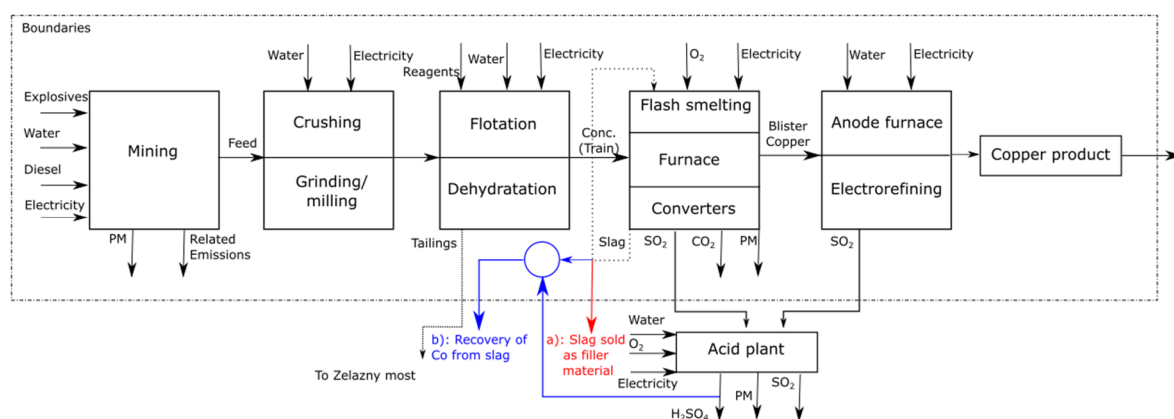 Boundaries
Explosives
Water
Diesel
Electricity
Mining
PM
Related
Emissions
Feed
Water
Electricity
Crushing
Grinding/
milling
Reagents
Water
Electricity
Flotation
Dehydratation
Tailings
To Zelazny most
Conc.
(Train)
O₂
Electricity
Flash smelting
Furnace
Converters
Slag
SO₂
CO₂
PM
Blister
Copper
Water
Electricity
Anode furnace
Electrorefining
SO₂
Copper product
b): Recovery of
Co from slag
a): Slag sold
as filler
material
Water
O₂
Electricity
Acid plant
H₂SO₄
PM
SO₂